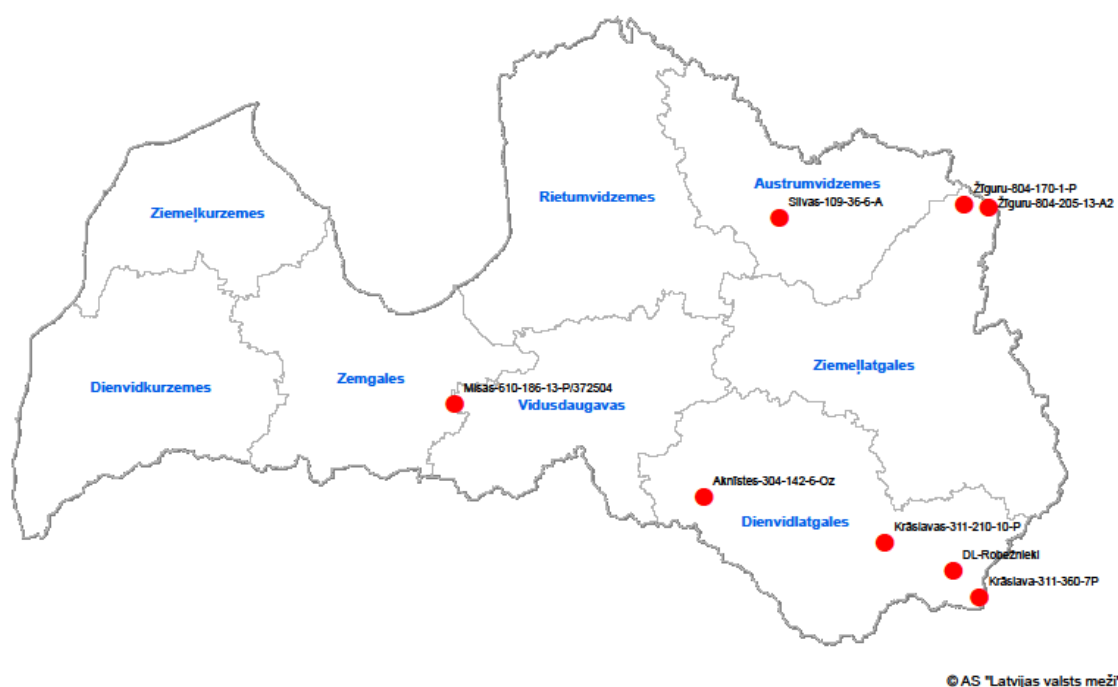 Austrumvidzemes
Silvas-109-36-6-A
Žīguru-804-170-1-P
Žīguru-804-205-13-A2
Rietumvidzemes
Ziemeļkurzemes
Ziemeļlatgales
Zemgales
Dienvidkurzemes
Misas-610-186-13-P/372504
Vidusdaugavas
Aknīstes-304-142-6-Oz
Dienvidlatgales
Krāslavas-311-210-10-P
DL-Robežnieki
Krāslava-311-360-7P
© AS "Latvijas valsts meži"